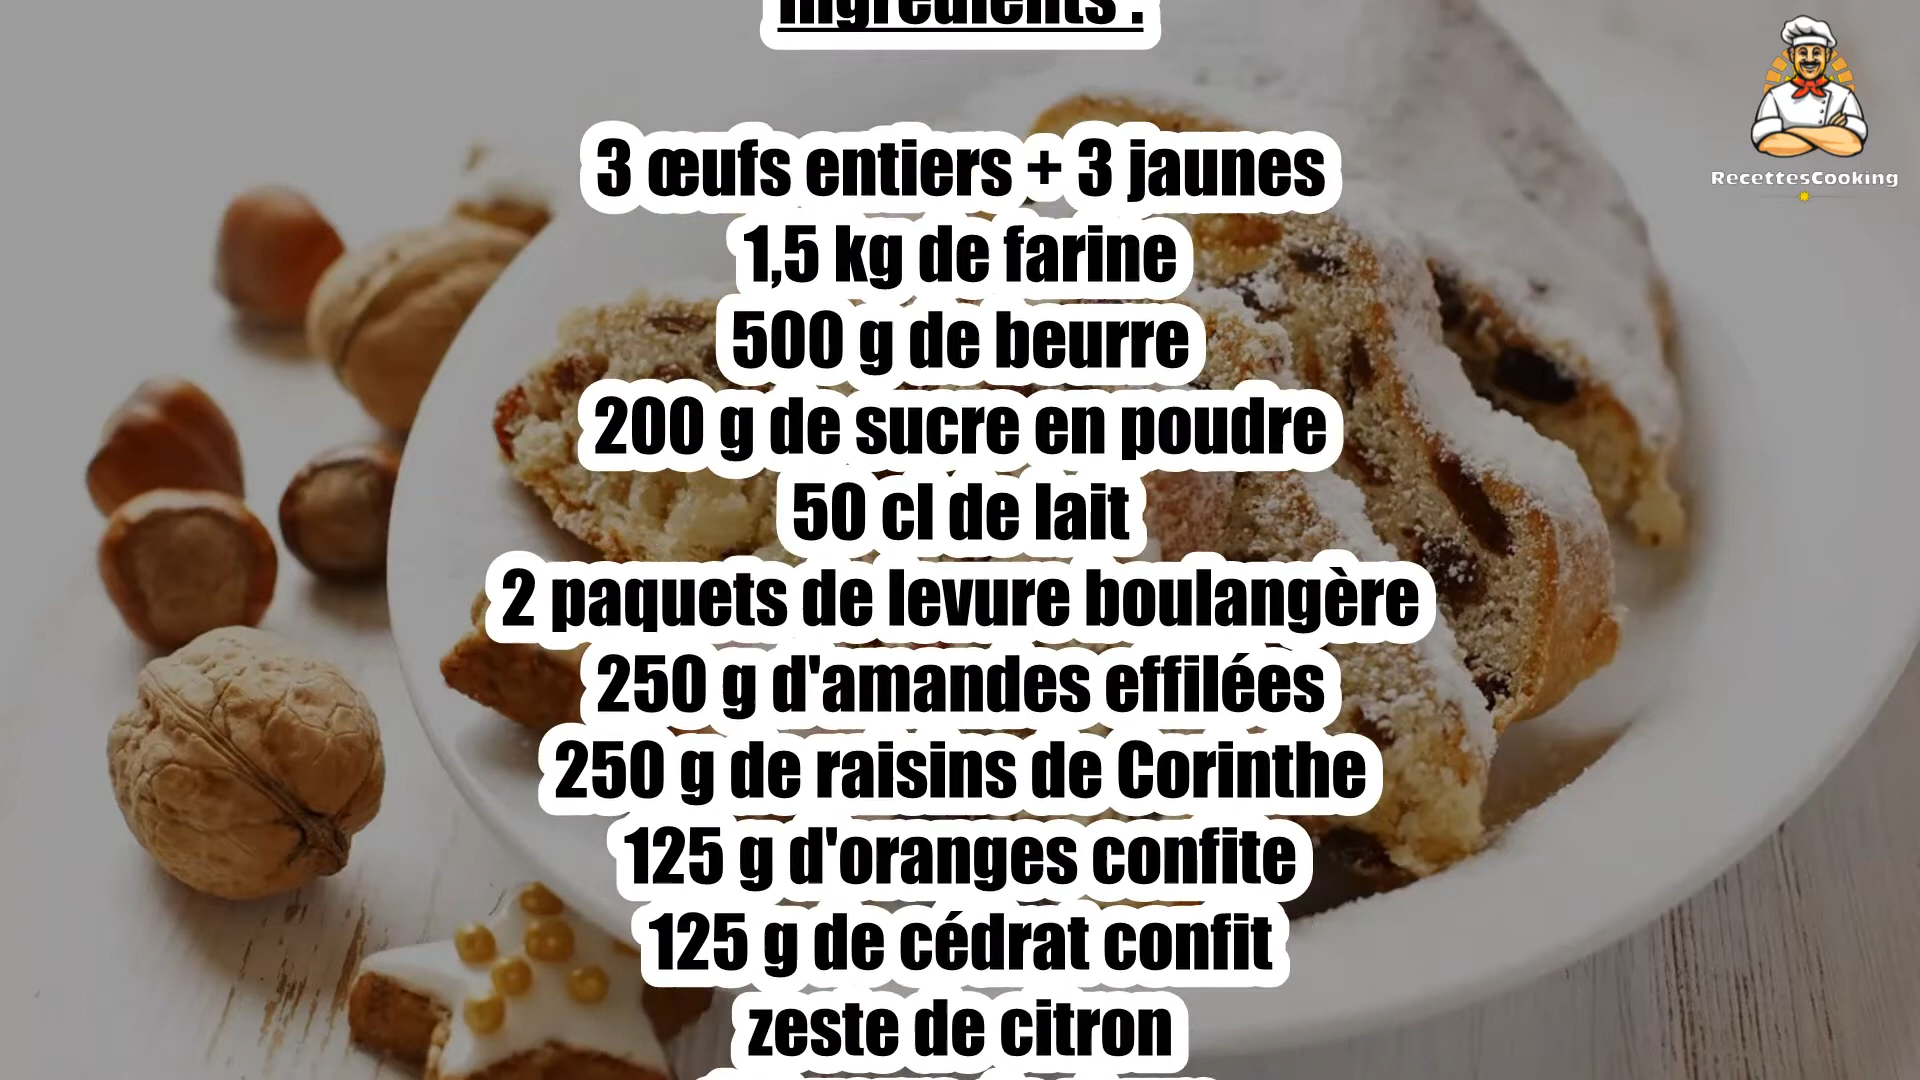 Ingrédients :
RecettesCooking
3 œufs entiers + 3 jaunes
1,5 kg de farine
500 g de beurre
200 g de sucre en poudre
50 cl de lait
2 paquets de levure boulangère
250 g d'amandes effilées
250 g de raisins de Corinthe
125 g d'oranges confite
125 g de cédrat confit
zeste de citron